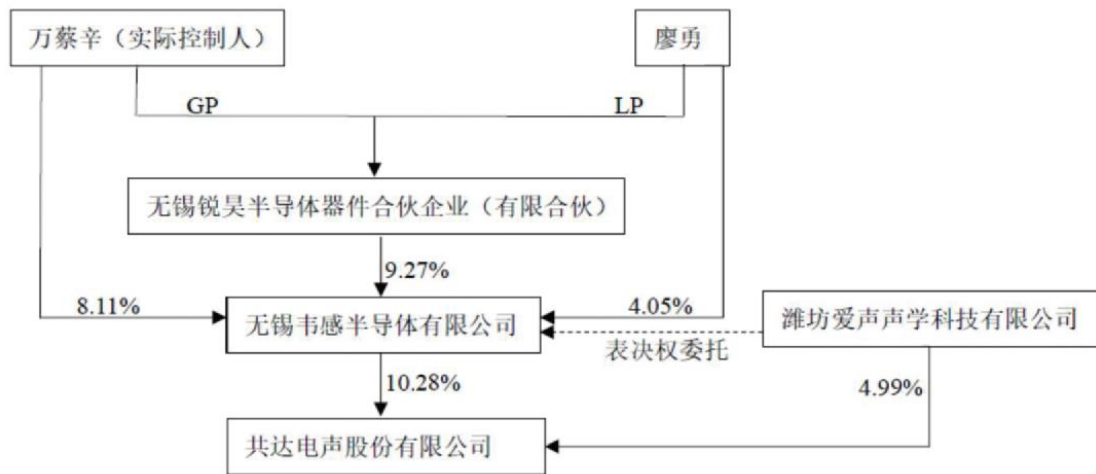 万蔡辛（实际控制人）
廖勇
GP
LP
无锡锐昊半导体器件合伙企业（有限合伙）
9.27%
8.11%
4.05%
无锡韦感半导体有限公司
潍坊爱声声学科技有限公司
表决权委托
10.28%
4.99%
共达电声股份有限公司